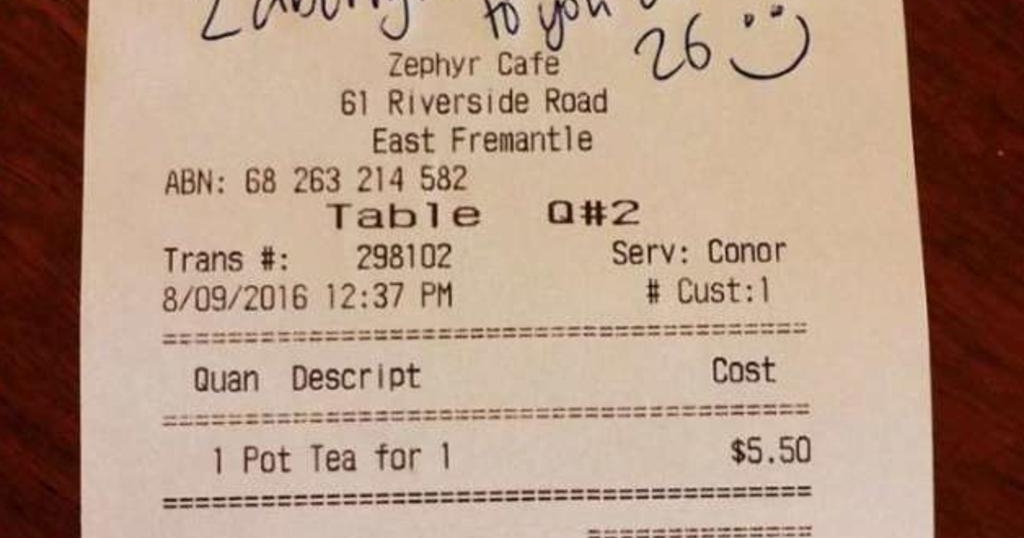 to you
26
Zephyr Cafe
61 Riverside Road
East Fremantle
ABN: 68 263 214 582
Table Q#2
Trans #: 298102 Serv: Conor
8/09/2016 12:37 PM # Cust:1
Quan Descript Cost
1 Pot Tea for 1 $5.50